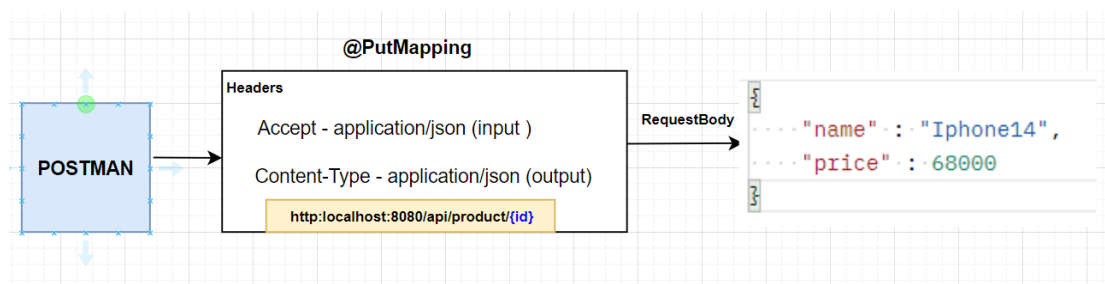 @PutMapping
Headers
Accept - application/json (input )
Content-Type - application/json (output)
http:localhost:8080/api/product/{id}
POSTMAN
RequestBody
{
"name" : "Iphone14",
"price" : 68000
}